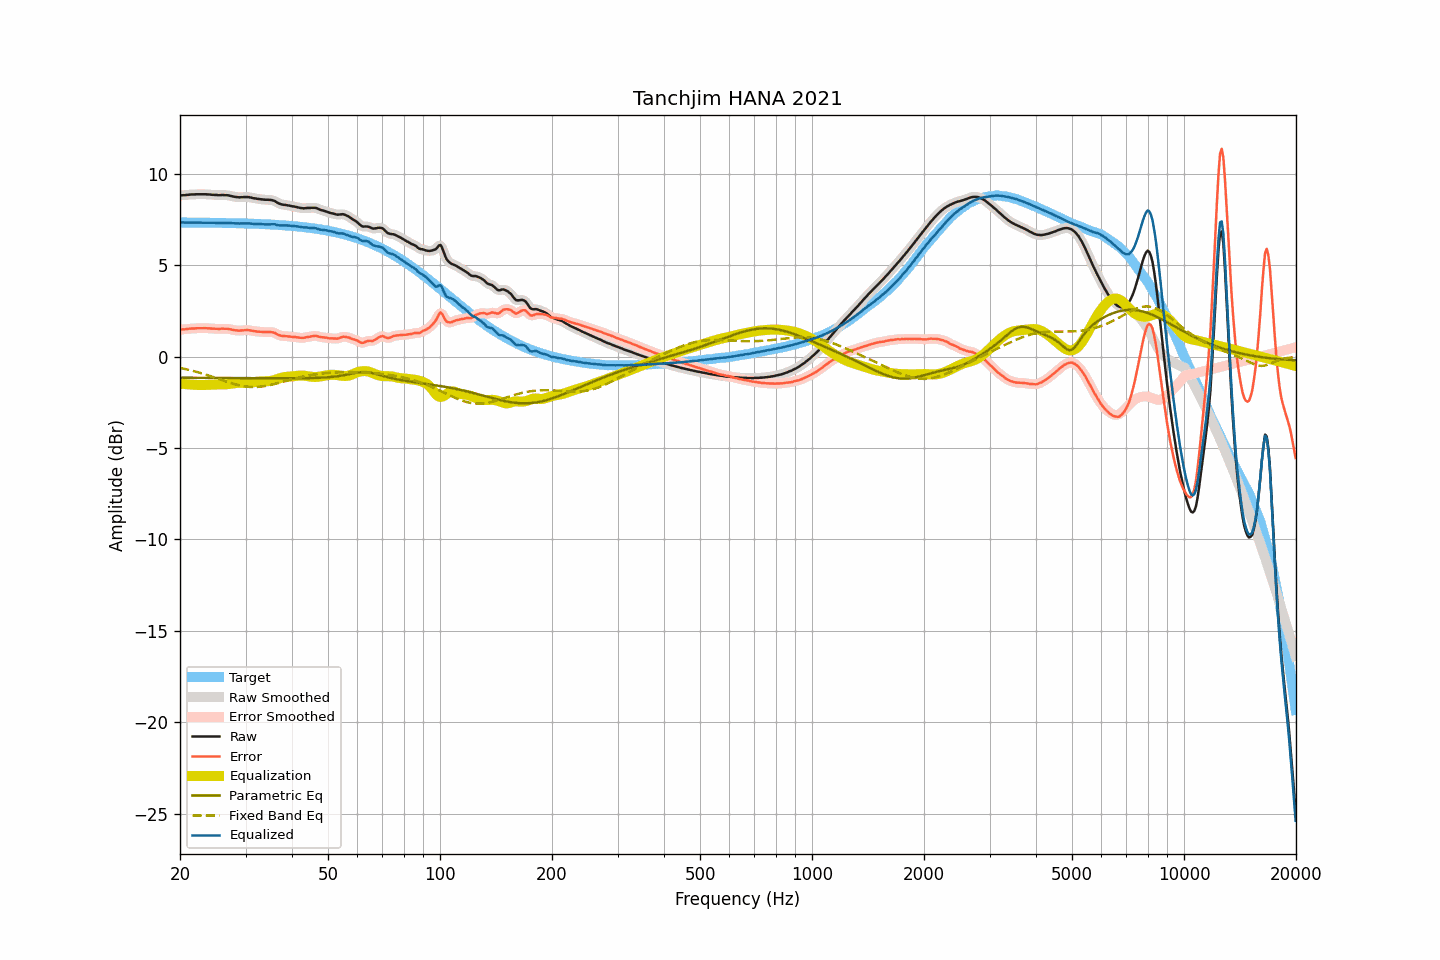 Tanchjim HANA 2021
10
5
0
−5
−10
−15
−20
−25
Amplitude (dBr)
Target
Raw Smoothed
Error Smoothed
Raw
Error
Equalization
Parametric Eq
Fixed Band Eq
Equalized
20 50 100 200 500 1000 2000 5000 10000 20000
Frequency (Hz)